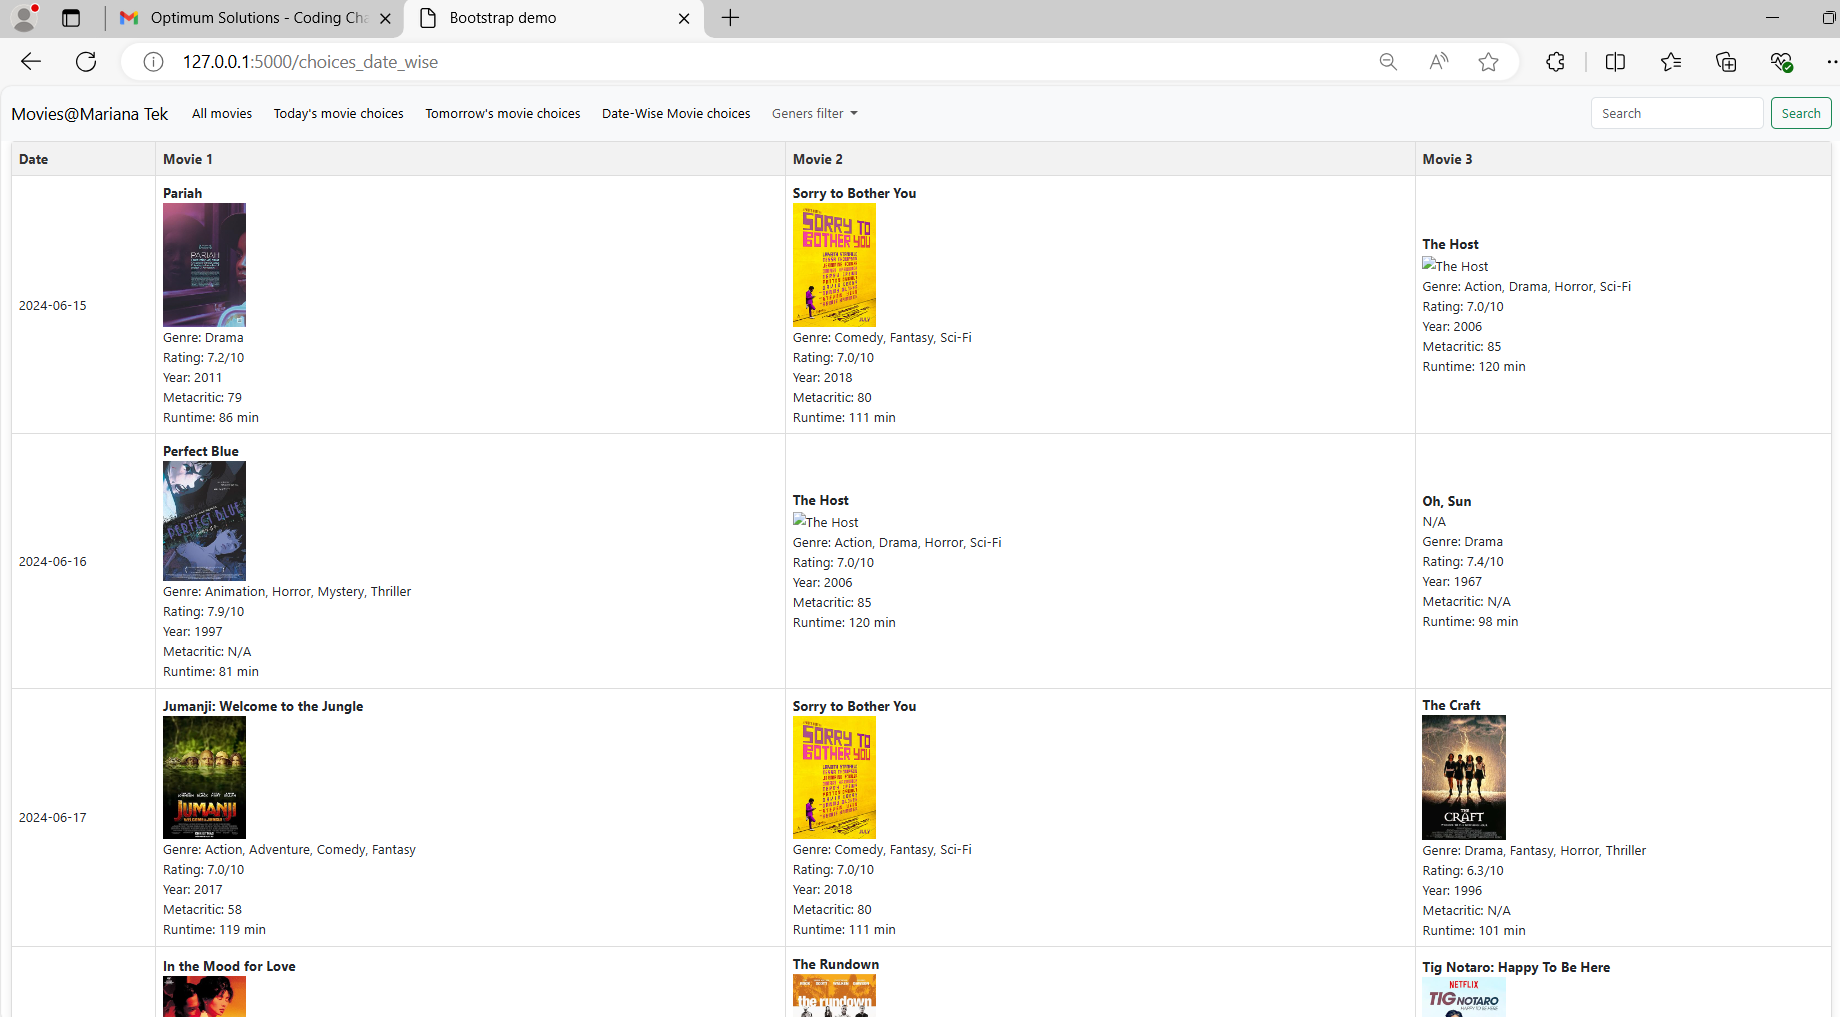 Optimum Solutions - Coding Cha
Bootstrap demo
127.0.0.1:5000/choices_date_wise
Movies@Mariana Tek
All movies
Today's movie choices
Tomorrow's movie choices
Date-Wise Movie choices
Geners filter
Search
Search
Date
Movie 1
Movie 2
Movie 3
2024-06-15
Pariah
PARIAH
Genre: Drama
Rating: 7.2/10
Year: 2011
Metacritic: 79
Runtime: 86 min
Sorry to Bother You
SORRY TO
BOTHER YOU
JULY
Genre: Comedy, Fantasy, Sci-Fi
Rating: 7.0/10
Year: 2018
Metacritic: 80
Runtime: 111 min
The Host
The Host
Genre: Action, Drama, Horror, Sci-Fi
Rating: 7.0/10
Year: 2006
Metacritic: 85
Runtime: 120 min
2024-06-16
Perfect Blue
PERFECT BLUE
Genre: Animation, Horror, Mystery, Thriller
Rating: 7.9/10
Year: 1997
Metacritic: N/A
Runtime: 81 min
The Host
The Host
Genre: Action, Drama, Horror, Sci-Fi
Rating: 7.0/10
Year: 2006
Metacritic: 85
Runtime: 120 min
Oh, Sun
N/A
Genre: Drama
Rating: 7.4/10
Year: 1967
Metacritic: N/A
Runtime: 98 min
2024-06-17
Jumanji: Welcome to the Jungle
JUMANJI
Genre: Action, Adventure, Comedy, Fantasy
Rating: 7.0/10
Year: 2017
Metacritic: 58
Runtime: 119 min
Sorry to Bother You
SORRY TO
BOTHER YOU
JULY
Genre: Comedy, Fantasy, Sci-Fi
Rating: 7.0/10
Year: 2018
Metacritic: 80
Runtime: 111 min
The Craft
THE
CRAFT
Genre: Drama, Fantasy, Horror, Thriller
Rating: 6.3/10
Year: 1996
Metacritic: N/A
Runtime: 101 min
In the Mood for Love
The Rundown
the rundown
Tig Notaro: Happy To Be Here
NETFLIX
TIG NOTARO
HAPPY TO BE HERE